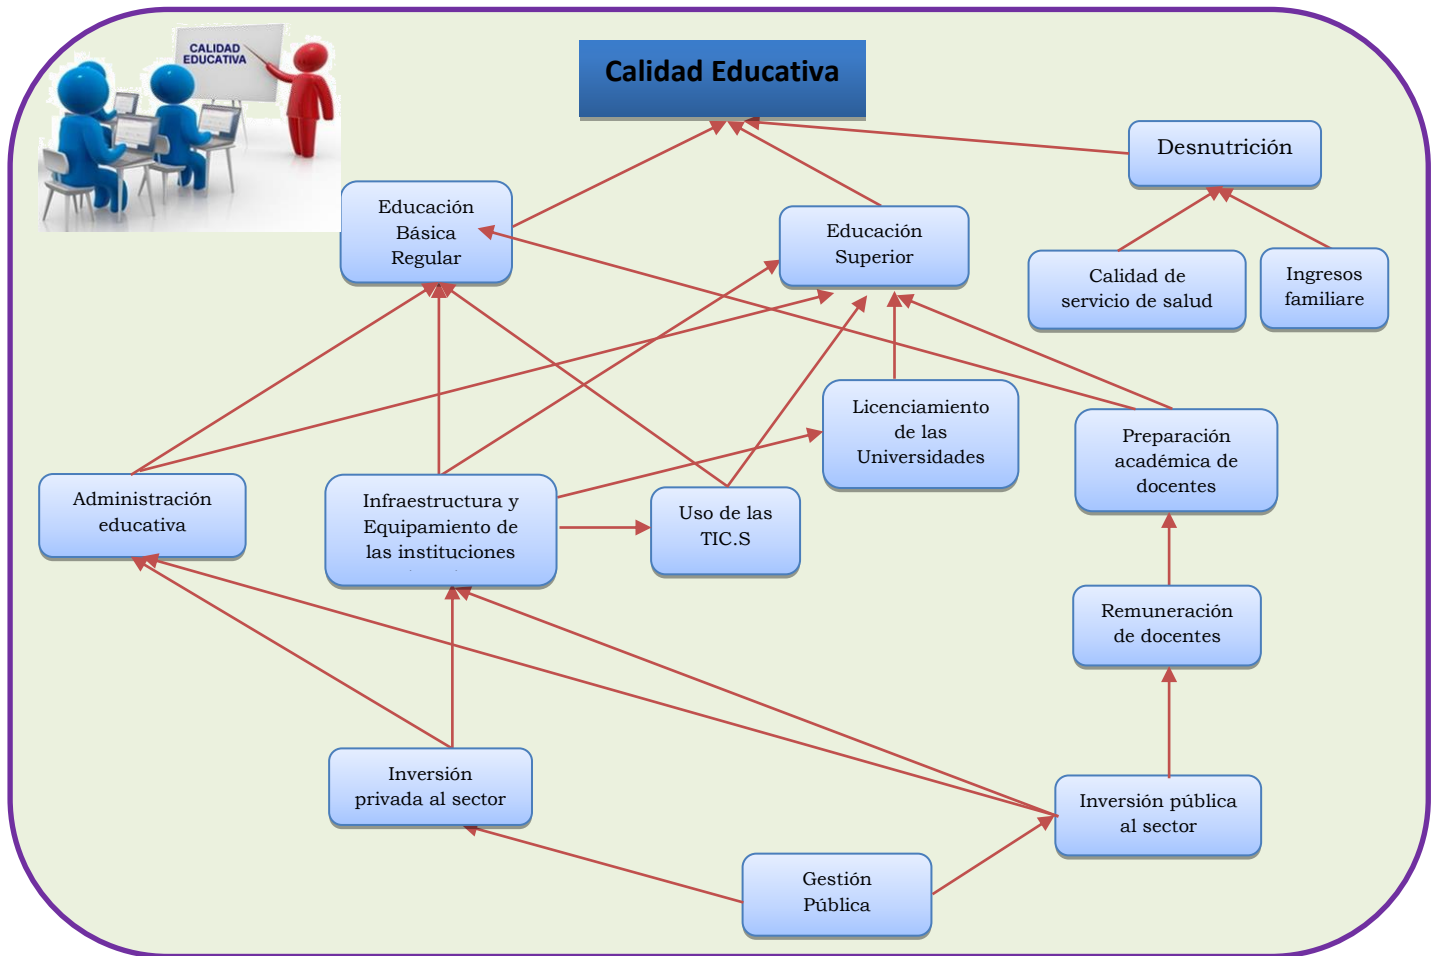 CALIDAD
EDUCATIVA
Calidad Educativa
Desnutrición
Educación
Básica
Regular
Educación
Superior
Calidad de
servicio de salud
Ingresos
familiare
Licenciamiento
de las
Universidades
Preparación
académica de
docentes
Administración
educativa
Infraestructura y
Equipamiento de
las instituciones
Uso de las
TIC.S
Remuneración
de docentes
Inversión
privada al sector
Inversión pública
al sector
Gestión
Pública